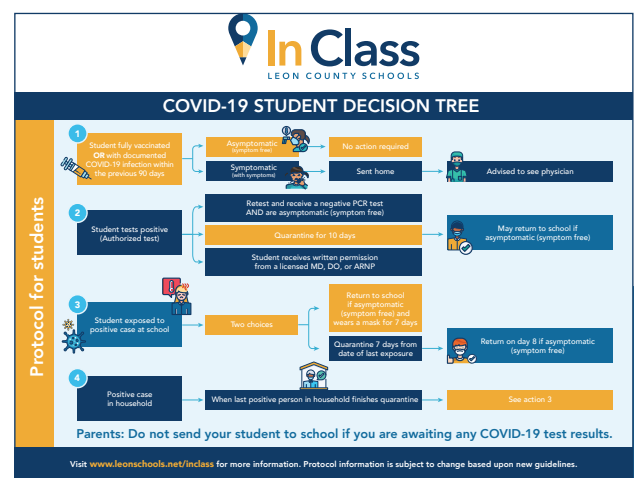 In Class
LEON COUNTY SCHOOLS
COVID-19 STUDENT DECISION TREE
Protocol for students
1
Student fully vaccinated
OR with documented
COVID-19 infection within
the previous 90 days
Asymptomatic
(symptom free)
No action required
Symptomatic
(with symptoms)
Sent home
Advised to see physician
2
Student tests positive
(Authorized test)
Retest and receive a negative PCR test
AND are asymptomatic (symptom free)
Quarantine for 10 days
Student receives written permission
from a licensed MD, DO, or ARNP
May return to school if
asymptomatic (symptom free)
3
Student exposed to
positive case at school
Two choices
Return to school
if asymptomatic
(symptom free) and
wears a mask for 7 days
Quarantine 7 days from
date of last exposure
Return on day 8 if asymptomatic
(symptom free)
4
Positive case
in household
When last positive person in household finishes quarantine
See action 3
Parents: Do not send your student to school if you are awaiting any COVID-19 test results.
Visit www.leonschools.net/inclass for more information. Protocol information is subject to change based upon new guidelines.